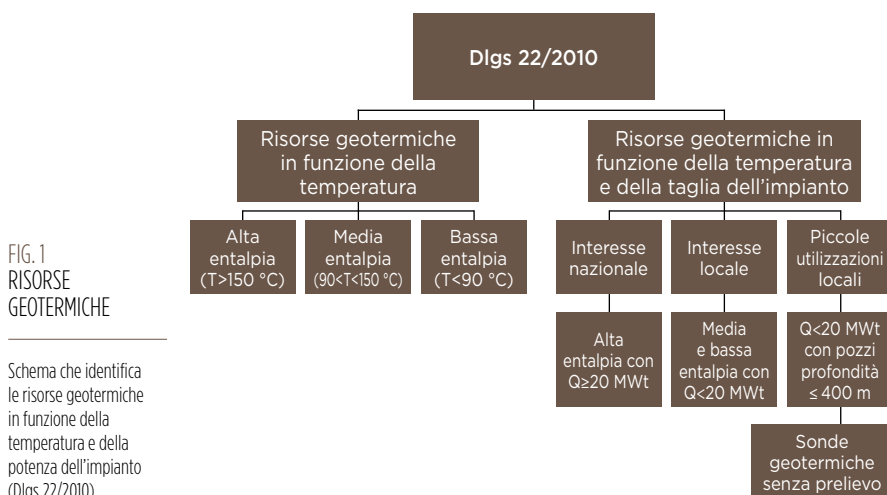 Dlgs 22/2010
Risorse geotermiche
in funzione della
temperatura
Risorse geotermiche in
funzione della temperatura
e della taglia dell'impianto
Alta
entalpia
(T>150 °C)
Media
entalpia
(90<T<150 °C)
Bassa
entalpia
(T<90 °C)
Interesse
nazionale
Interesse
locale
Piccole
utilizzazioni
locali
Alta
entalpia con
Q≥20 MWt
Media
e bassa
entalpia con
Q<20 MWt
Q<20 MWt
con pozzi
profondità
≤ 400 m
Sonde
geotermiche
senza prelievo
FIG. 1
RISORSE
GEOTERMICHE
Schema che identifica
le risorse geotermiche
in funzione della
temperatura e della
potenza dell'impianto
(Dlgs 22/2010)